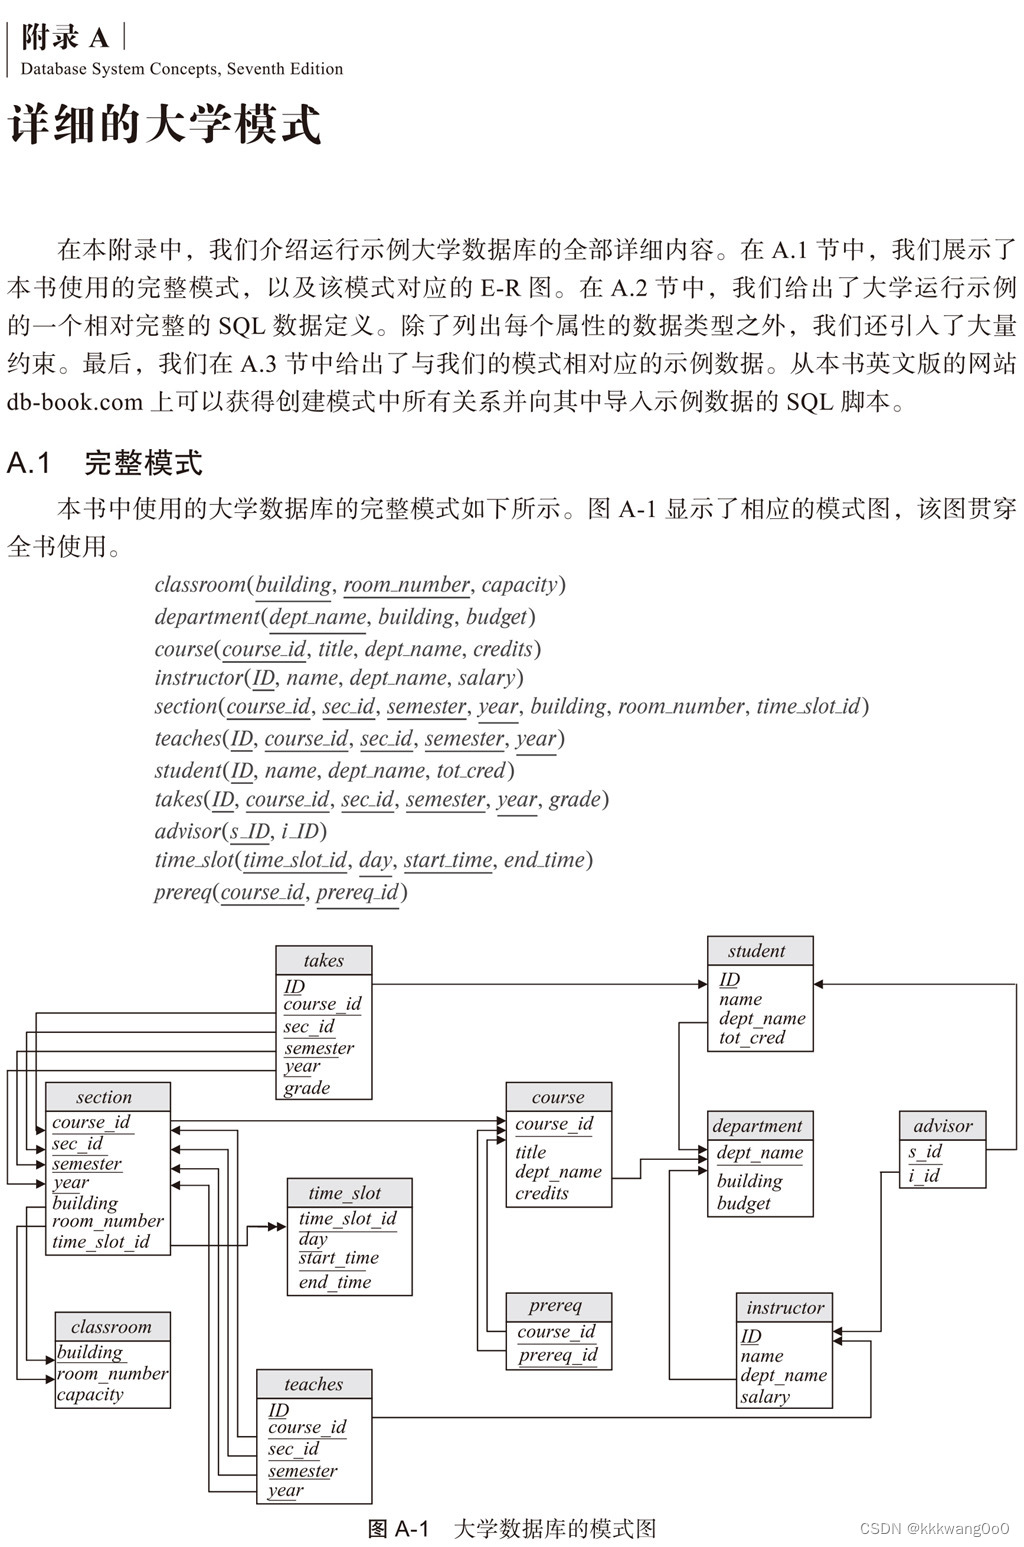 附录 A
Database System Concepts, Seventh Edition
详细的大学模式
在本附录中，我们介绍运行示例大学数据库的全部详细内容。在 A.1 节中，我们展示了
本书使用的完整模式，以及该模式对应的 E-R 图。在 A.2 节中，我们给出了大学运行示例
的一个相对完整的 SQL 数据定义。除了列出每个属性的数据类型之外，我们还引入了大量
约束。最后，我们在 A.3 节中给出了与我们的模式相对应的示例数据。从本书英文版的网站
db-book.com 上可以获得创建模式中所有关系并向其中导入示例数据的 SQL 脚本。
A.1 完整模式
本书中使用的大学数据库的完整模式如下所示。图 A-1 显示了相应的模式图，该图贯穿
全书使用。
classroom(building, room_number, capacity)
department(dept_name, building, budget)
course(course_id, title, dept_name, credits)
instructor(ID, name, dept_name, salary)
section(course_id, sec_id, semester, year, building, room_number, time_slot_id)
teaches(ID, course_id, sec_id, semester, year)
student(ID, name, dept_name, tot_cred)
takes(ID, course_id, sec_id, semester, year, grade)
advisor(s_ID, i_ID)
time_slot(time_slot_id, day, start_time, end_time)
prereq(course_id, prereq_id)
takes
ID
course_id
sec_id
semester
year
grade
student
ID
name
dept_name
tot_cred
section
course_id
sec_id
semester
year
building
room_number
time_slot_id
course
course_id
title
dept_name
credits
department
dept_name
building
budget
advisor
s_id
i_id
time_slot
time_slot_id
day
start_time
end_time
prereq
course_id
prereq_id
instructor
ID
name
dept_name
salary
classroom
building
room_number
capacity
teaches
ID
course_id
sec_id
semester
year
图 A-1 大学数据库的模式图
CSDN @kkkwang0o0